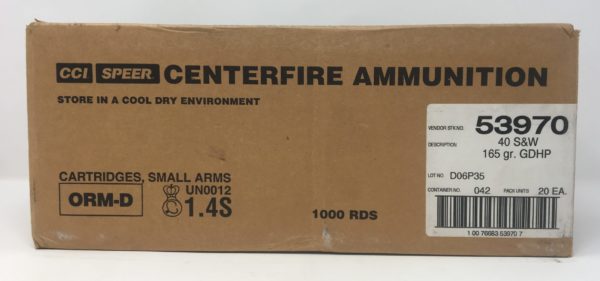 CCI SPEER CENTERFIRE AMMUNITION
STORE IN A COOL DRY ENVIRONMENT
CARTRIDGES, SMALL ARMS
UN0012
ORM-D
1.4S
1000 RDS
VENDOR STK NO. 53970
DESCRIPTION 40 S&W
165 gr. GDHP
LOT NO D06P35
CONTAINER NO. 042 PACK UNITS 20 EA.
1 00 76683 53970 7